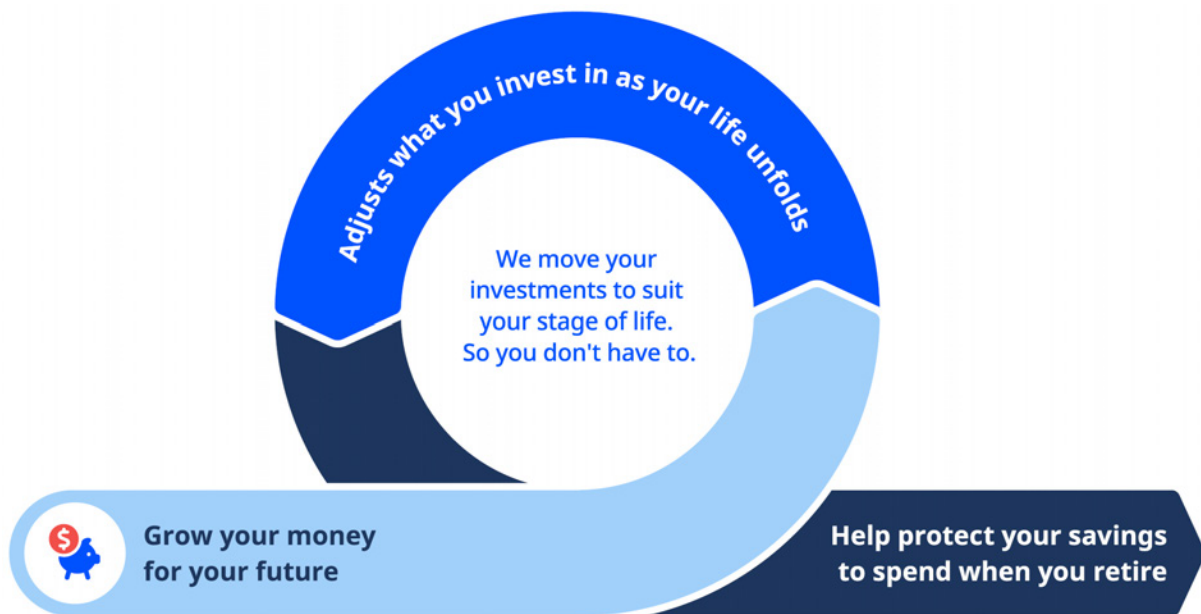 Adjusts what you invest in as your life unfolds
We move your
investments to suit
your stage of life.
So you don't have to.
$
Grow your money
for your future
Help protect your savings
to spend when you retire